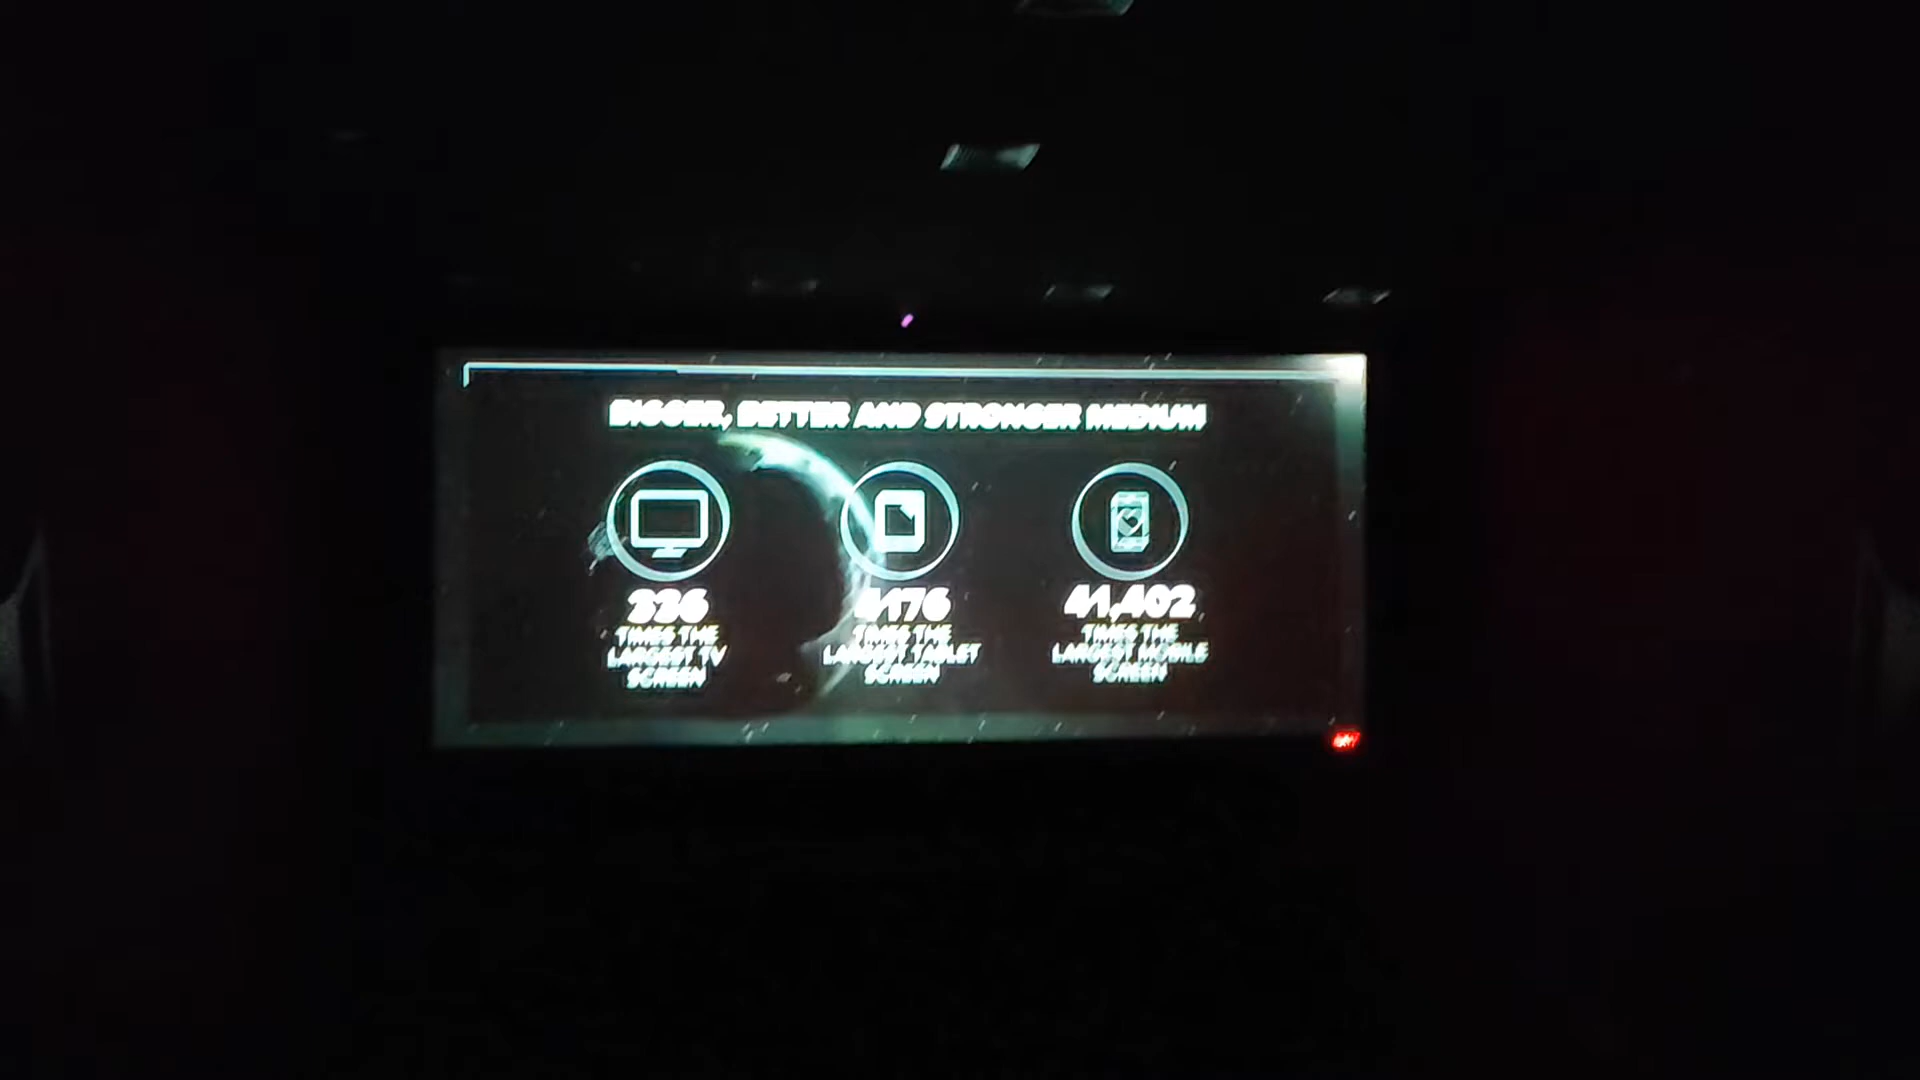 BIGGER, BETTER AND STRONGER MEDIUM
336
TIMES THE
LARGEST TV
SCREEN
4176
TIMES THE
LARGEST TABLET
SCREEN
41,402
TIMES THE
LARGEST MOBILE
SCREEN